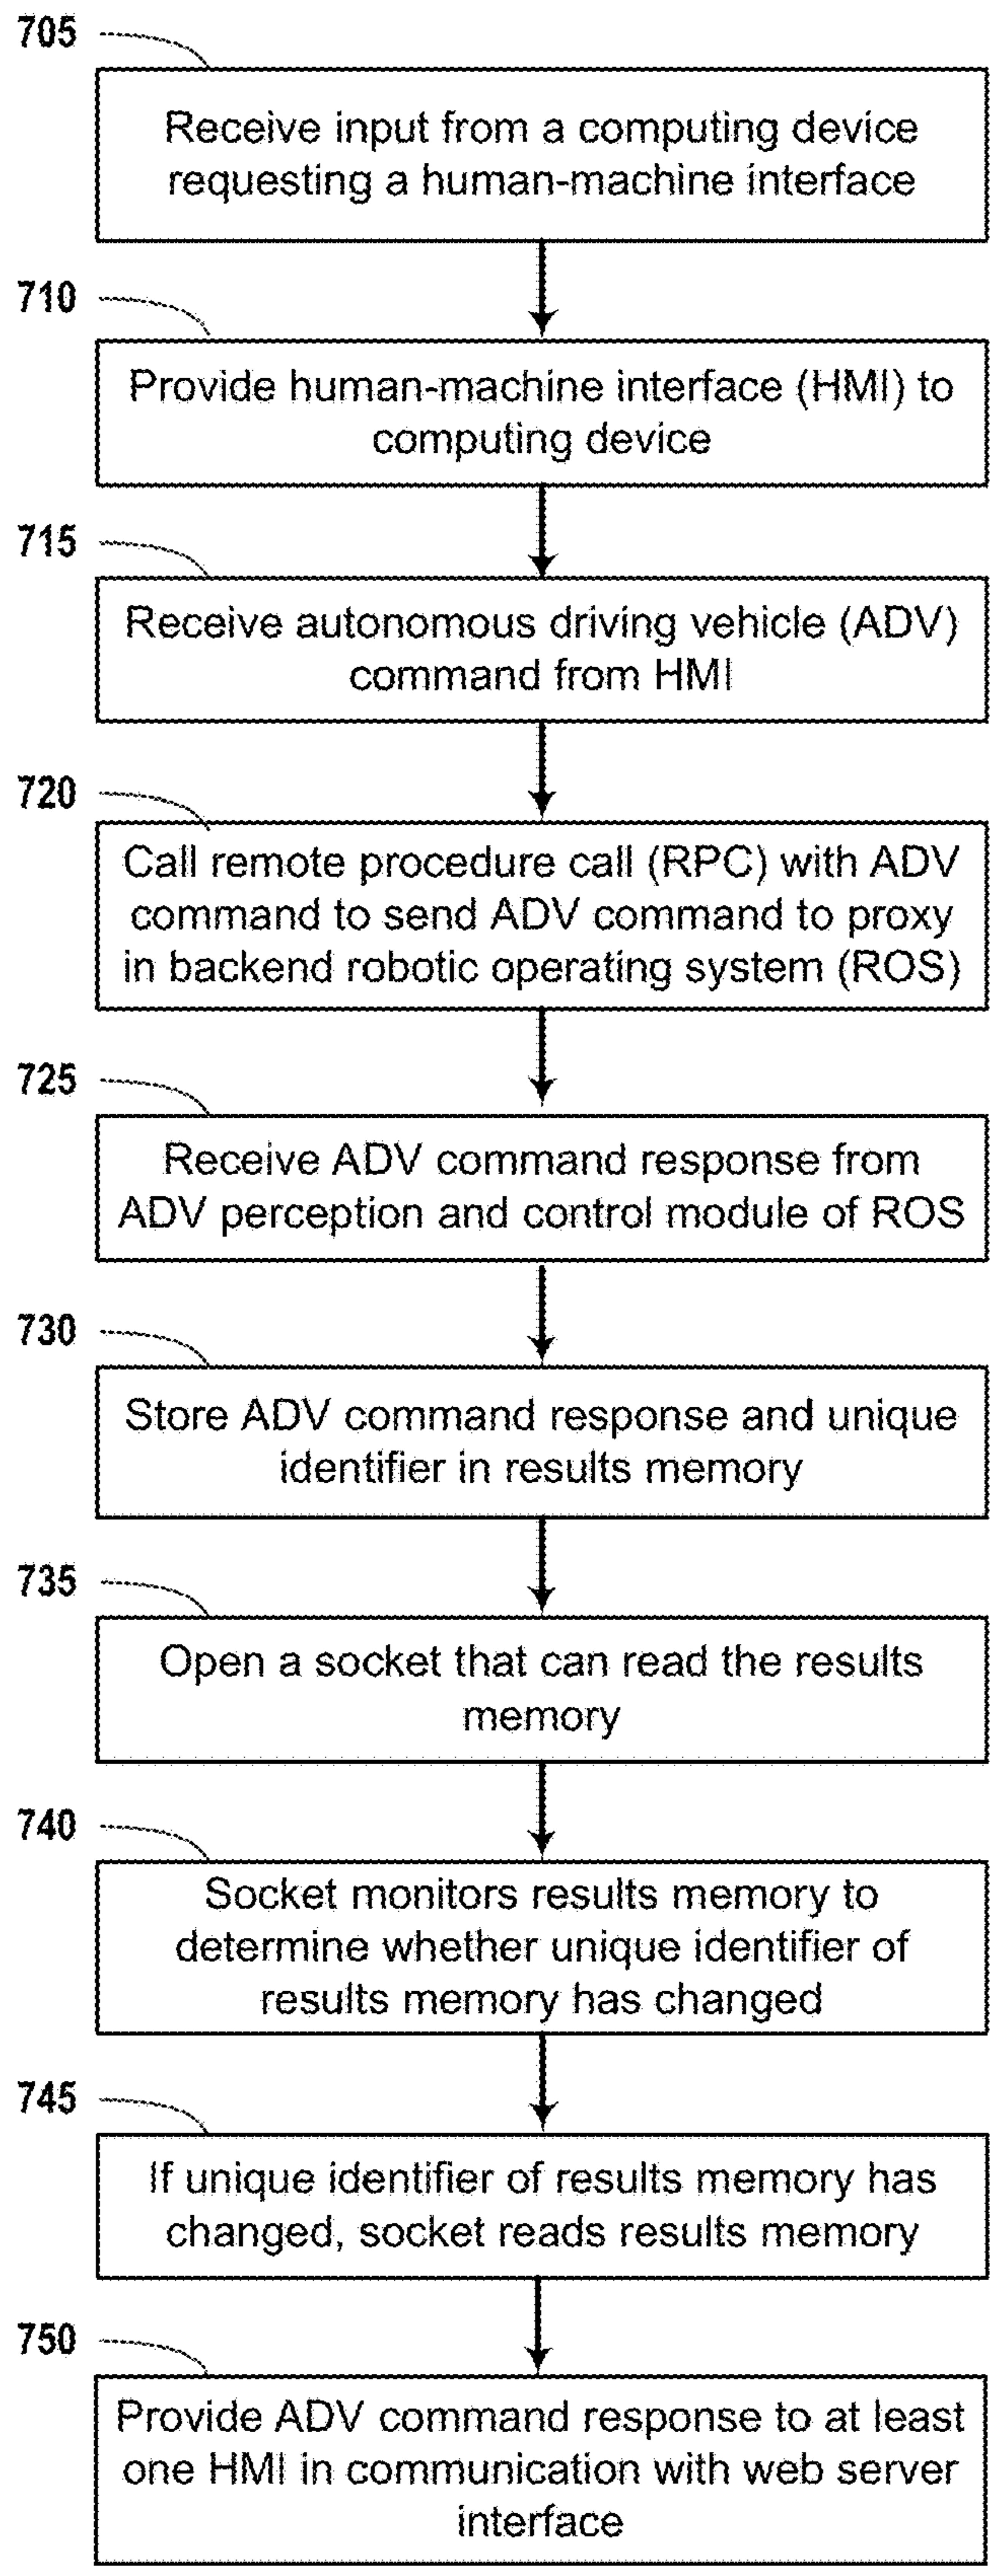 705
Receive input from a computing device
requesting a human-machine interface
710
Provide human-machine interface (HMI) to
computing device
715
Receive autonomous driving vehicle (ADV)
command from HMI
720
Call remote procedure call (RPC) with ADV
command to send ADV command to proxy
in backend robotic operating system (ROS)
725
Receive ADV command response from
ADV perception and control module of ROS
730
Store ADV command response and unique
identifier in results memory
735
Open a socket that can read the results
memory
740
Socket monitors results memory to
determine whether unique identifier of
results memory has changed
745
If unique identifier of results memory has
changed, socket reads results memory
750
Provide ADV command response to at least
one HMI in communication with web server
interface